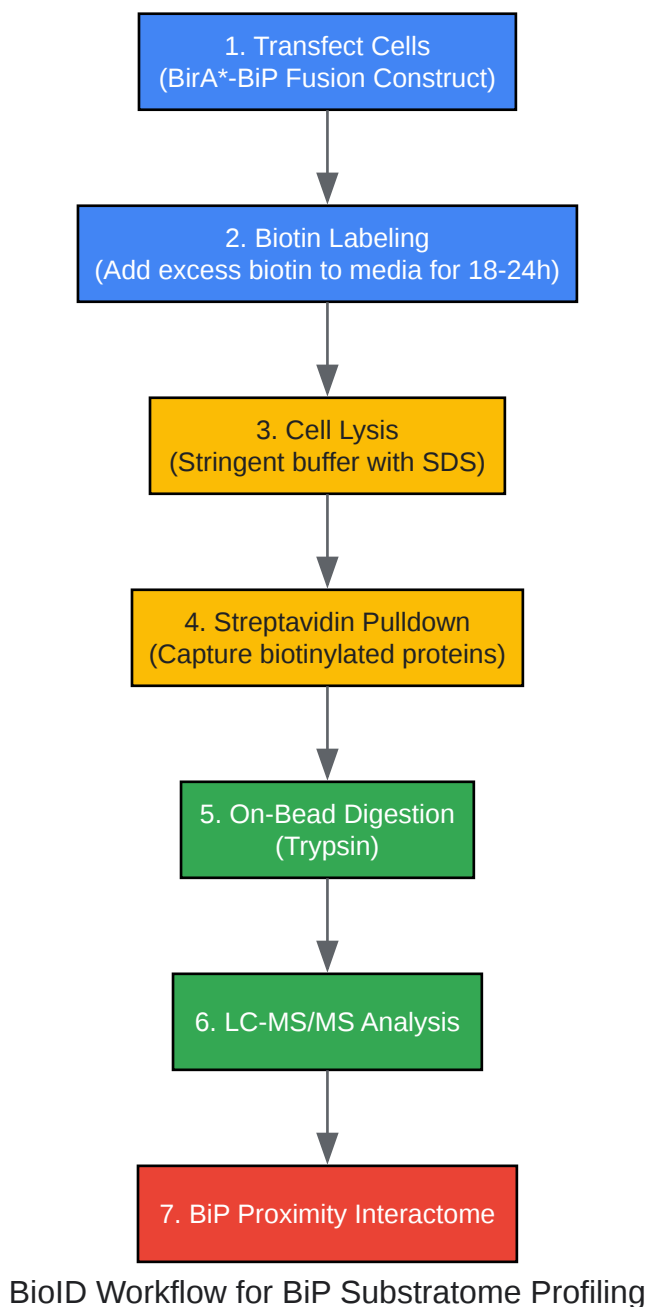 1. Transfect Cells
(BirA*-BiP Fusion Construct)
2. Biotin Labeling
(Add excess biotin to media for 18-24h)
3. Cell Lysis
(Stringent buffer with SDS)
4. Streptavidin Pulldown
(Capture biotinylated proteins)
5. On-Bead Digestion
(Trypsin)
6. LC-MS/MS Analysis
7. BiP Proximity Interactome
BioID Workflow for BiP Substratome Profiling